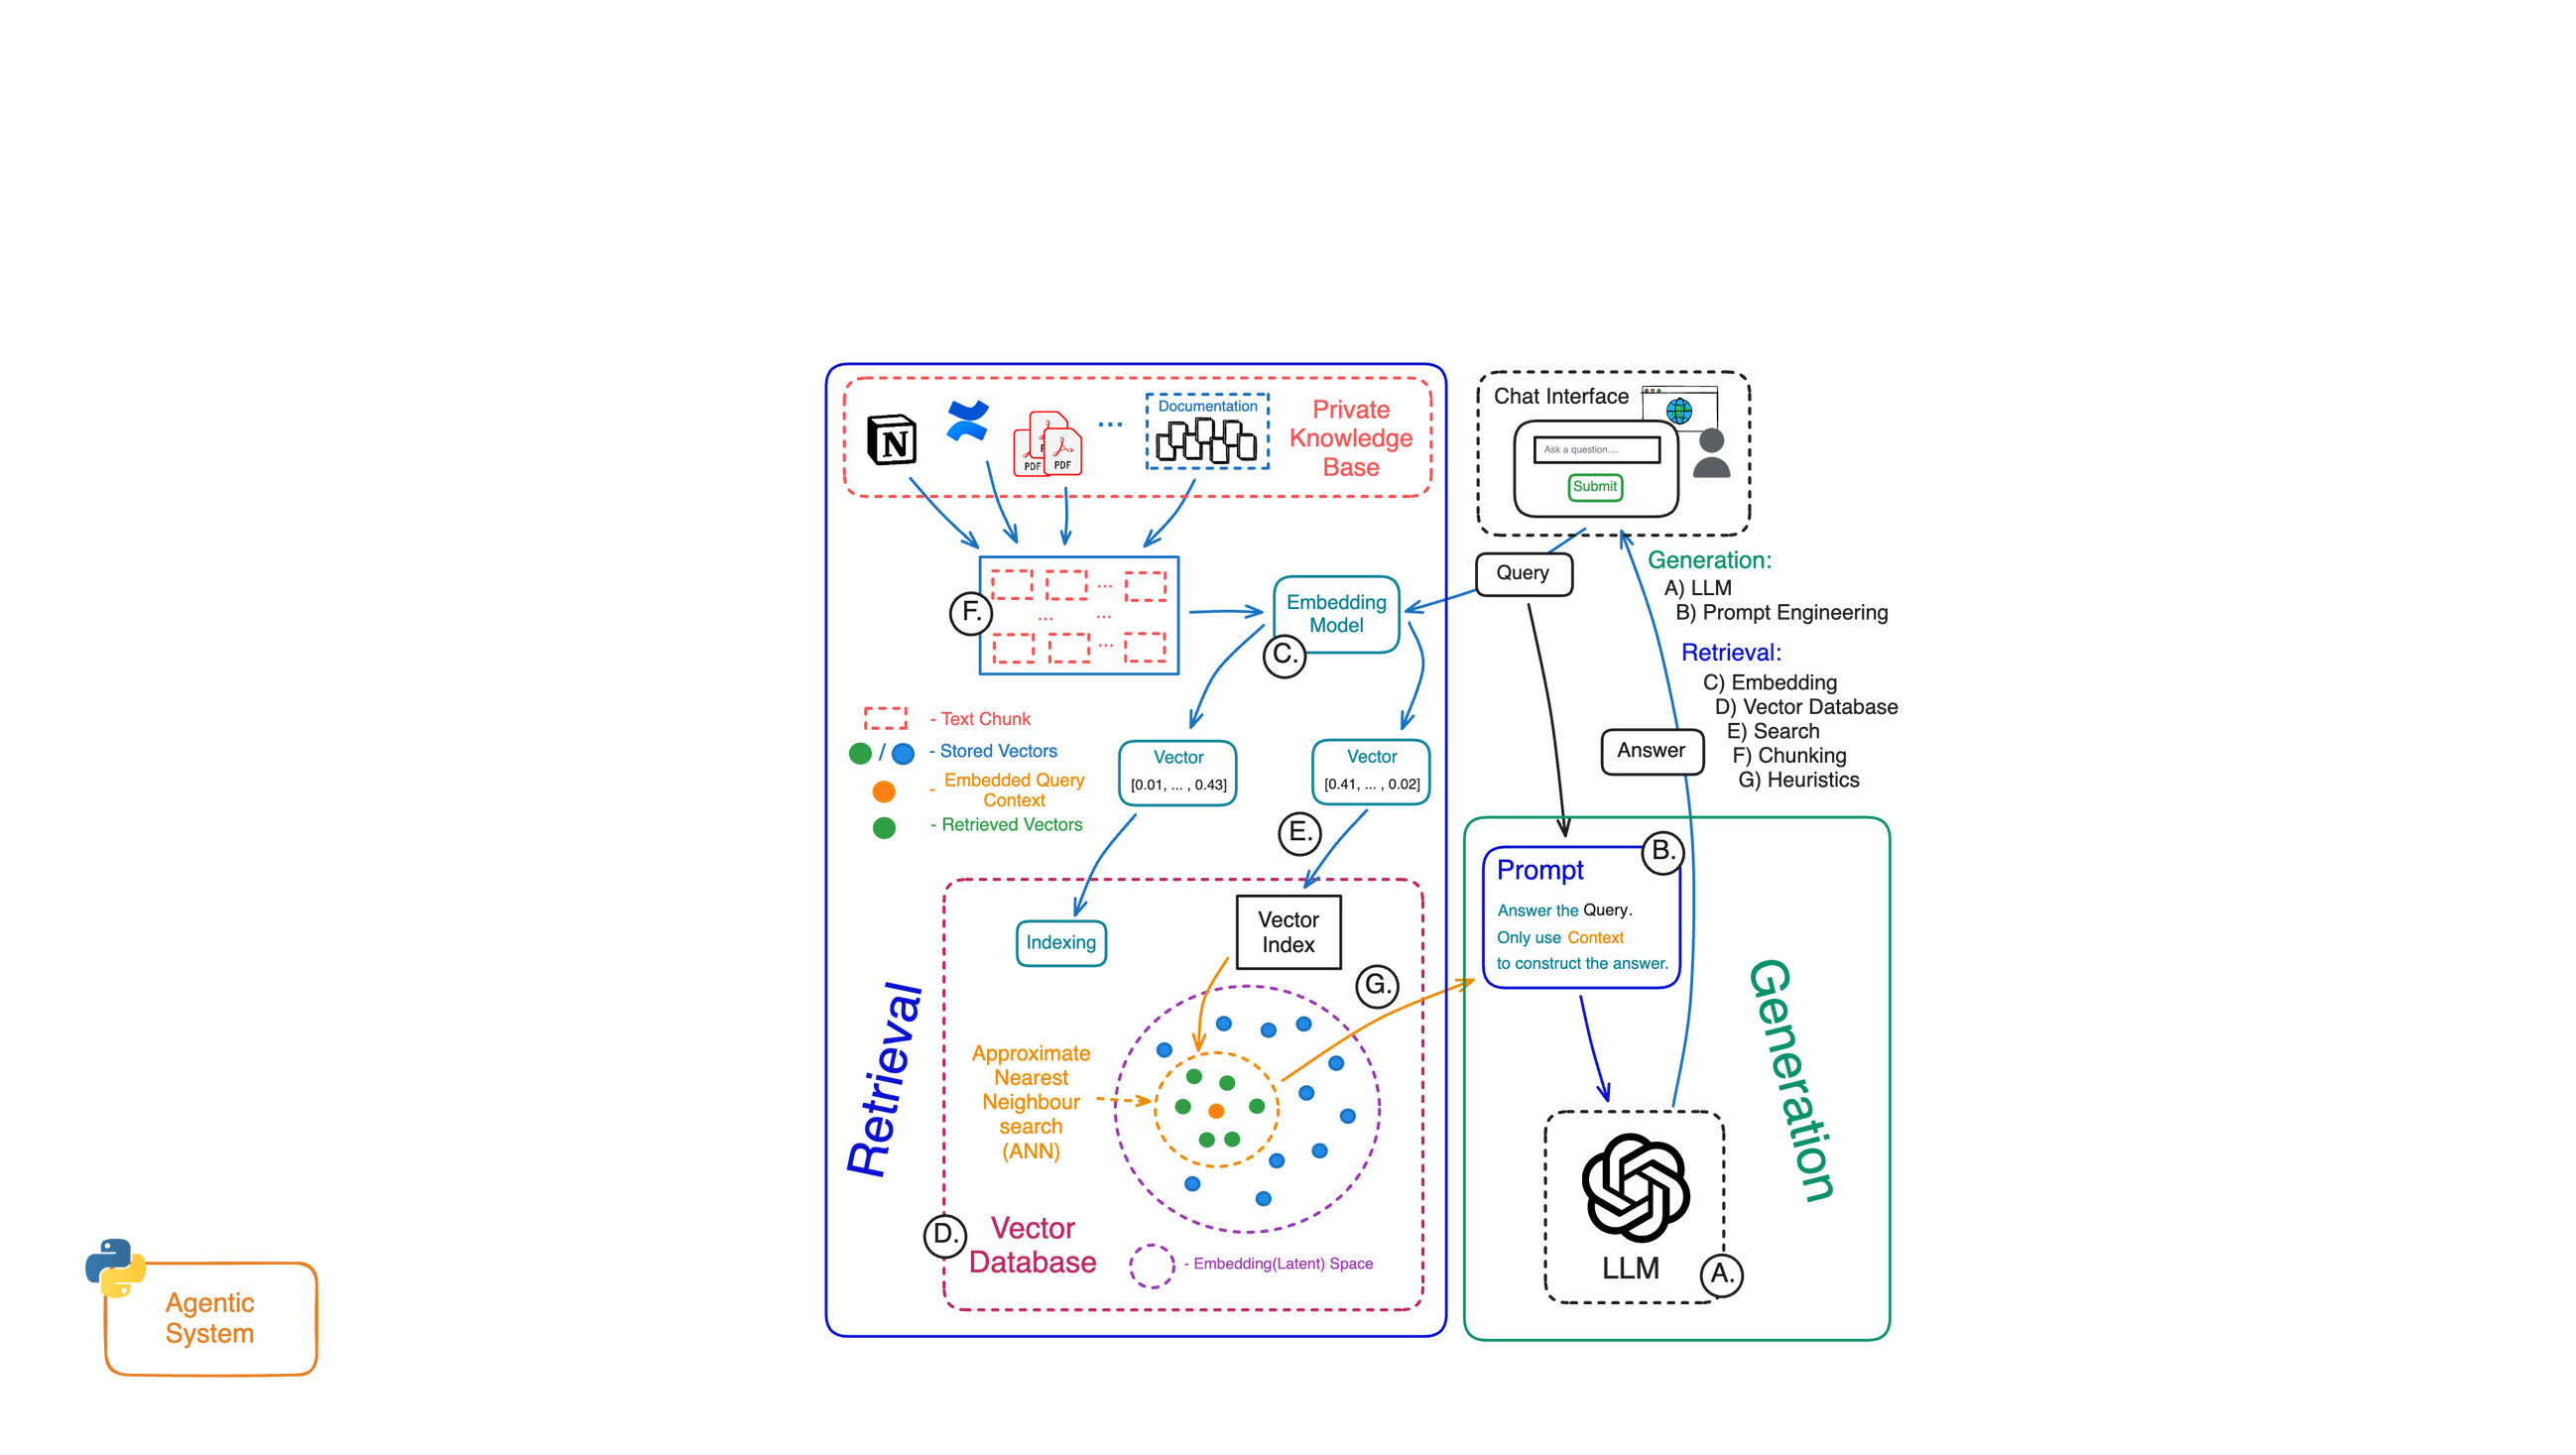 Documentation
Private
Knowledge
Base
N
...
PDF
PDF
Chat Interface
Ask a question....
Submit
Query
Generation:
A) LLM
B) Prompt Engineering
Retrieval:
C) Embedding
D) Vector Database
E) Search
F) Chunking
G) Heuristics
F.
...
...
...
...
Embedding
Model
C.
- Text Chunk
/
- Stored Vectors
- Embedded Query
Context
- Retrieved Vectors
Vector
[0.01, ... , 0.43]
Vector
[0.41, ... , 0.02]
Answer
E.
B.
Prompt
Answer the Query.
Only use Context
to construct the answer.
Indexing
Vector
Index
G.
Retrieval
Approximate
Nearest
Neighbour
search
(ANN)
D.
Vector
Database
- Embedding(Latent) Space
Generation
LLM
A.
Agentic
System